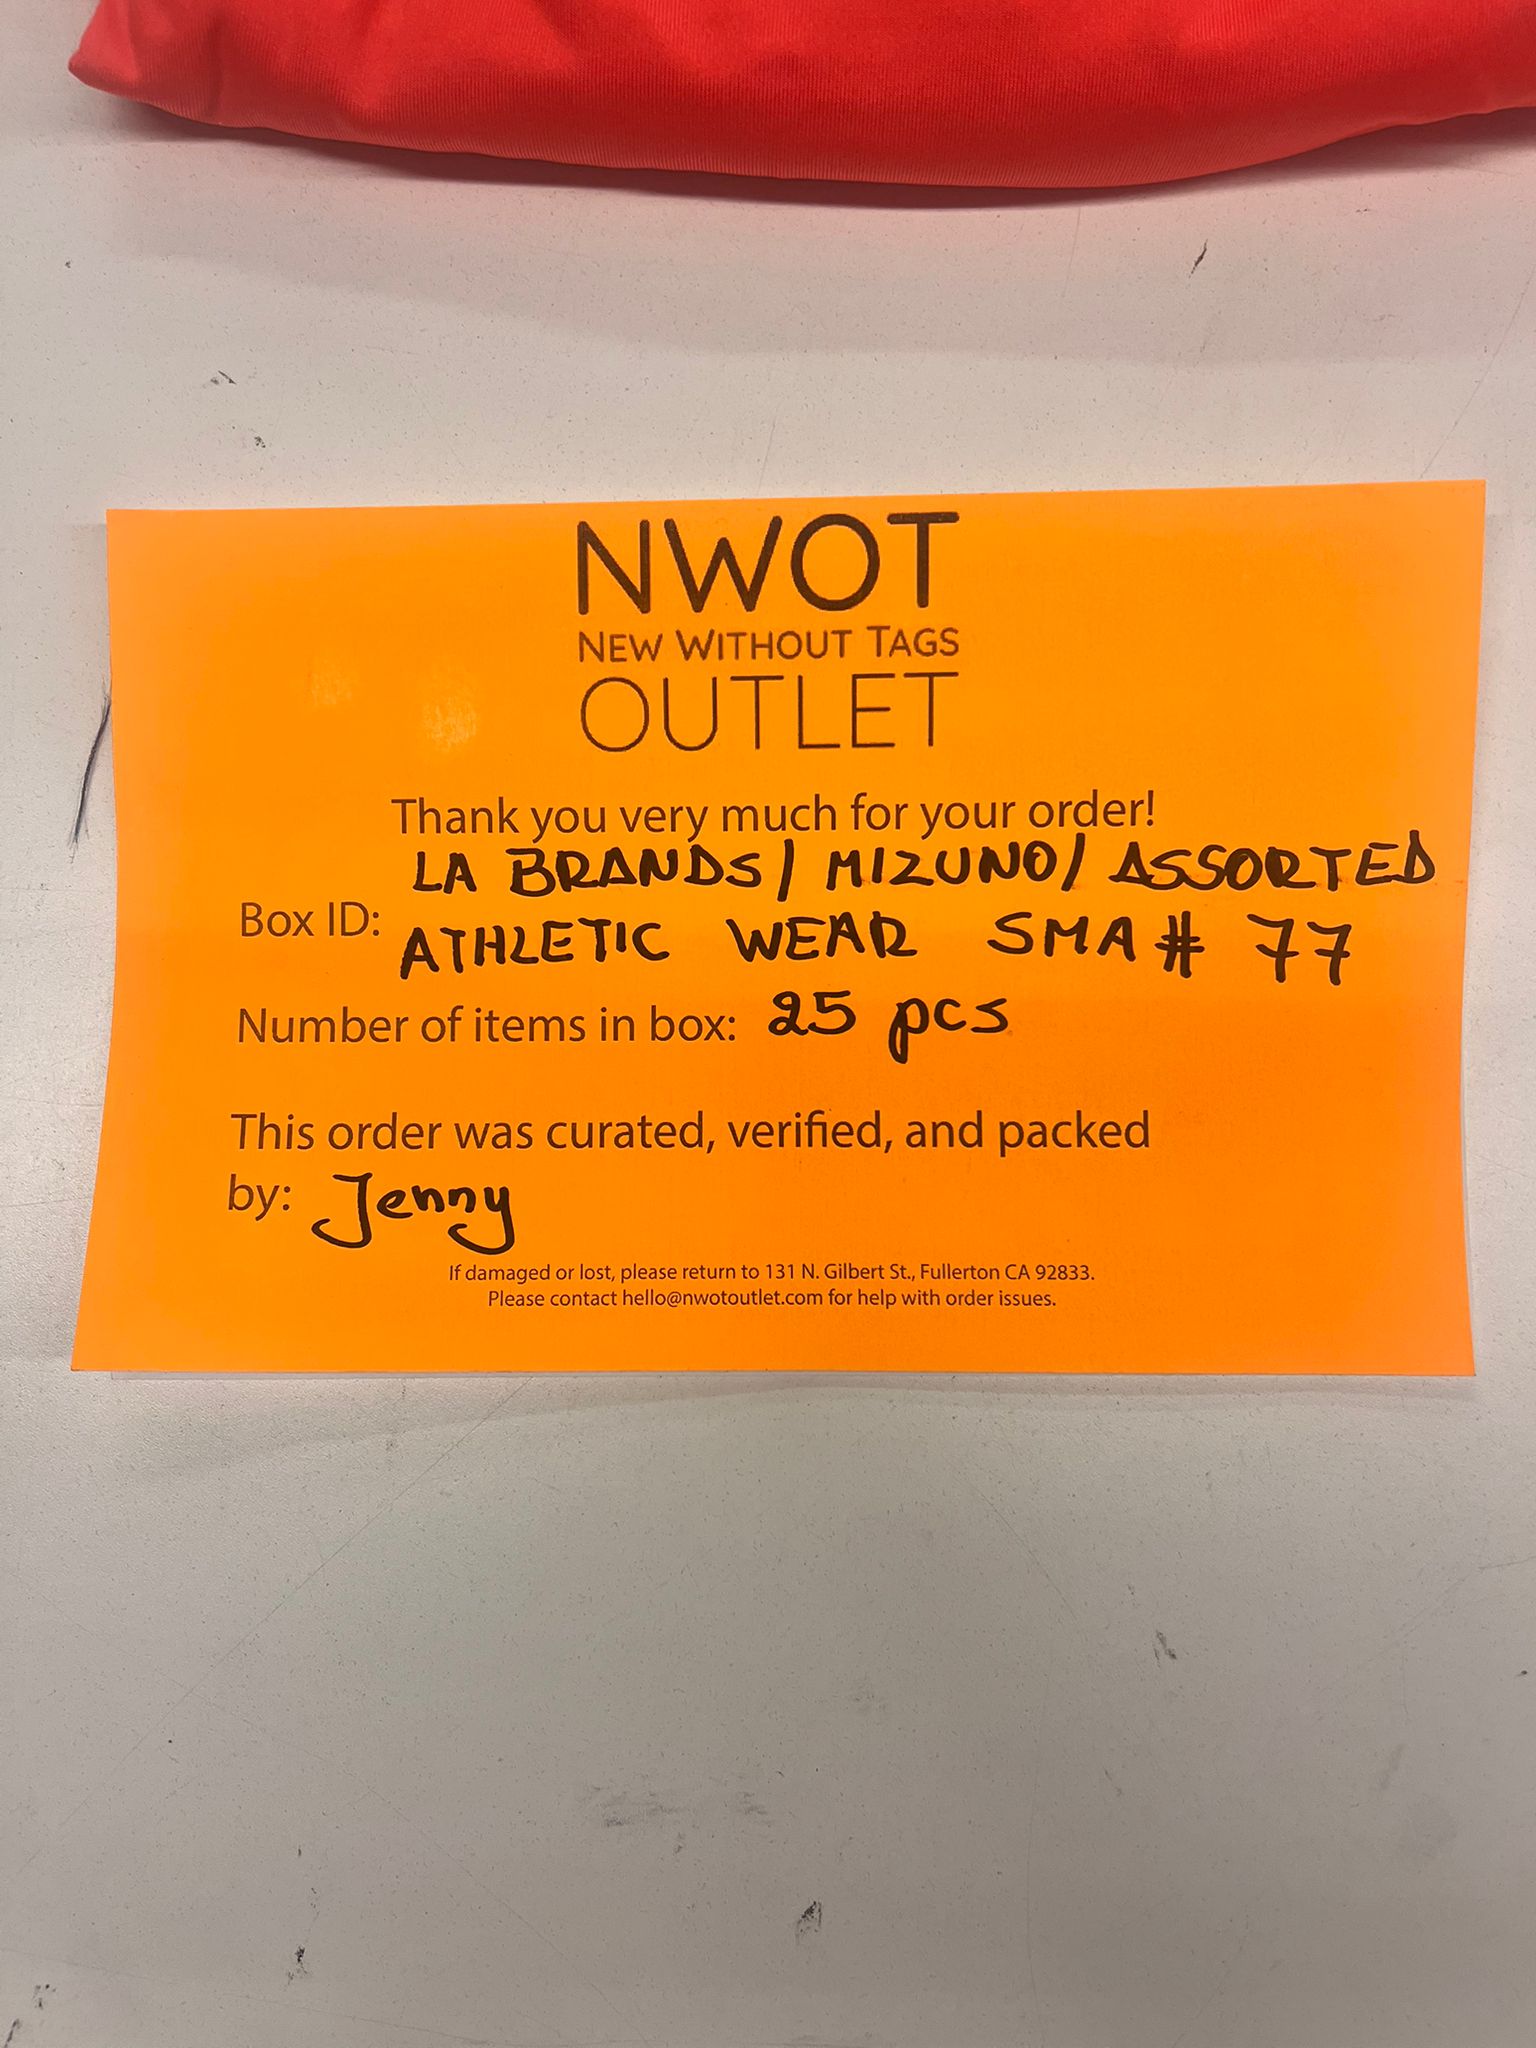 NWOT
NEW WITHOUT TAGS
OUTLET
Thank you very much for your order!
LA BRANDS/ MIZUNO/ ASSORTED
Box ID: ATHLETIC WEAR SMA # 77
Number of items in box: 25 pcs
This order was curated, verified, and packed
by: Jenny
If damaged or lost, please return to 131 N. Gilbert St., Fullerton CA 92833.
Please contact hello@nwotoutlet.com for help with order issues.